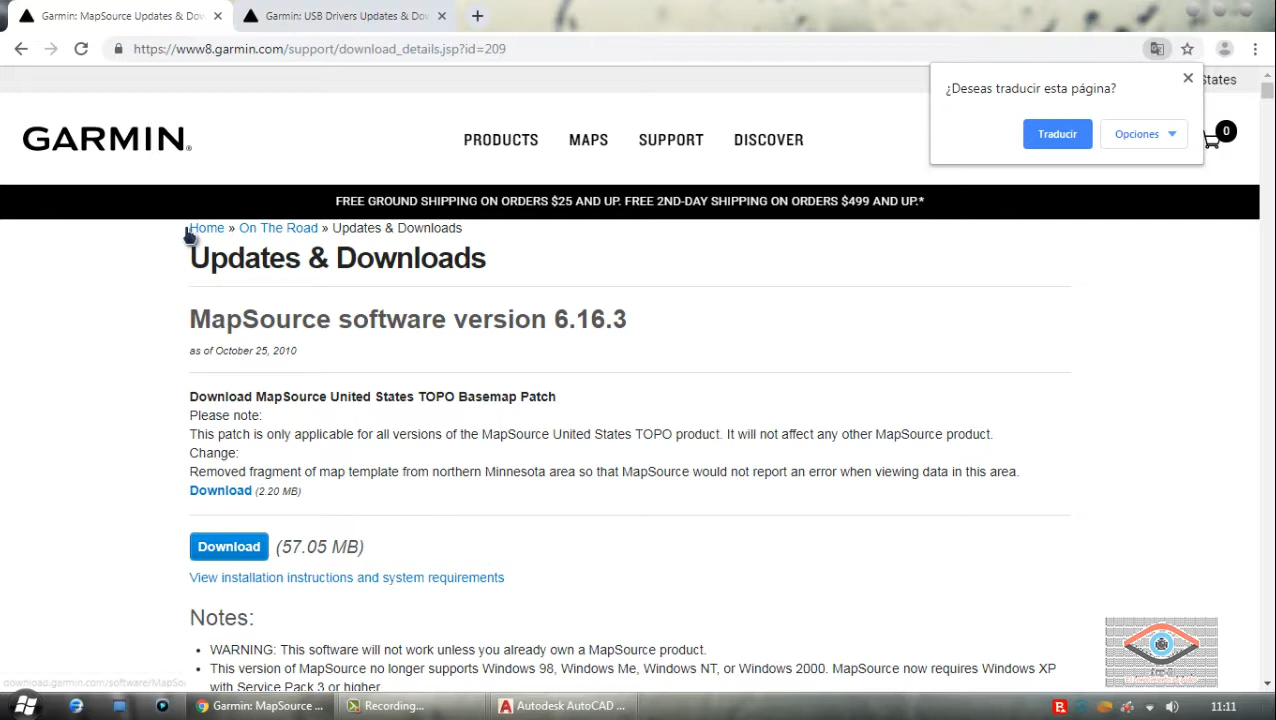 Garmin: MapSource Updates & Dow
Garmin: USB Drivers Updates & Do
https://www8.garmin.com/support/download_details.jsp?id=209
States
¿Deseas traducir esta página?
Traducir
Opciones
GARMIN
PRODUCTS
MAPS
SUPPORT
DISCOVER
0
FREE GROUND SHIPPING ON ORDERS $25 AND UP. FREE 2ND-DAY SHIPPING ON ORDERS $499 AND UP.*
Home » On The Road » Updates & Downloads
Updates & Downloads
MapSource software version 6.16.3
as of October 25, 2010
Download MapSource United States TOPO Basemap Patch
Please note:
This patch is only applicable for all versions of the MapSource United States TOPO product. It will not affect any other MapSource product.
Change:
Removed fragment of map template from northern Minnesota area so that MapSource would not report an error when viewing data in this area.
Download (2.20 MB)
Download (57.05 MB)
View installation instructions and system requirements
Notes:
• WARNING: This software will not work unless you already own a MapSource product.
• This version of MapSource no longer supports Windows 98, Windows Me, Windows NT, or Windows 2000. MapSource now requires Windows XP
with Service Pack 3 or higher
download.garmin.com/software/MapSo
Garmin: MapSource ...
Recording...
Autodesk AutoCAD ...
11:11